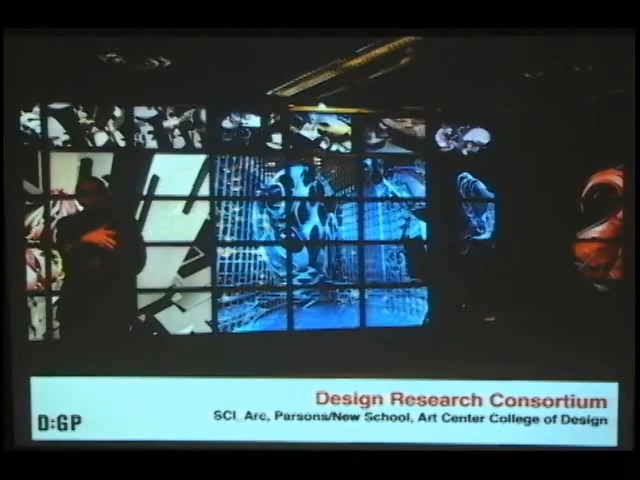 Design Research Consortium
SCI_Arc, Parsons/New School, Art Center College of Design
D:GP